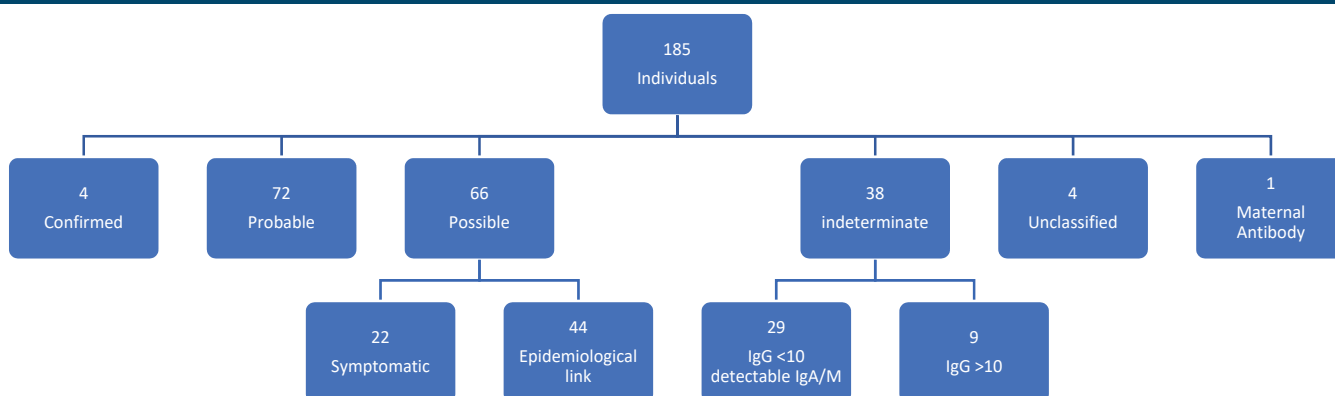 185
Individuals
4
Confirmed
72
Probable
66
Possible
38
indeterminate
4
Unclassified
1
Maternal
Antibody
22
Symptomatic
44
Epidemiological
link
29
IgG <10
detectable IgA/M
9
IgG >10